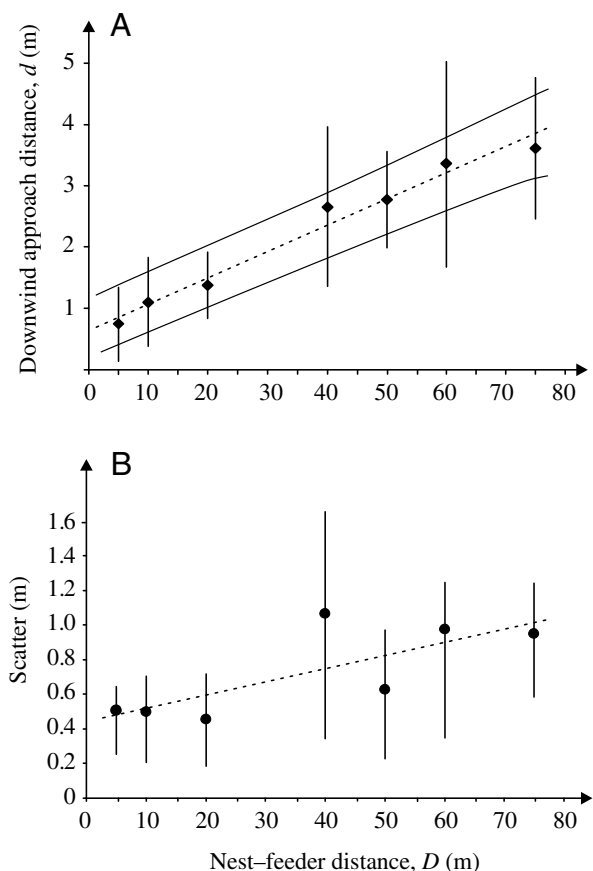 A
Downwind approach distance, d (m)
5
4
3
2
1
0 10 20 30 40 50 60 70 80
B
Scatter (m)
1.6
1.4
1.2
1.0
0.8
0.6
0.4
0.2
0
0 10 20 30 40 50 60 70 80
Nest–feeder distance, D (m)